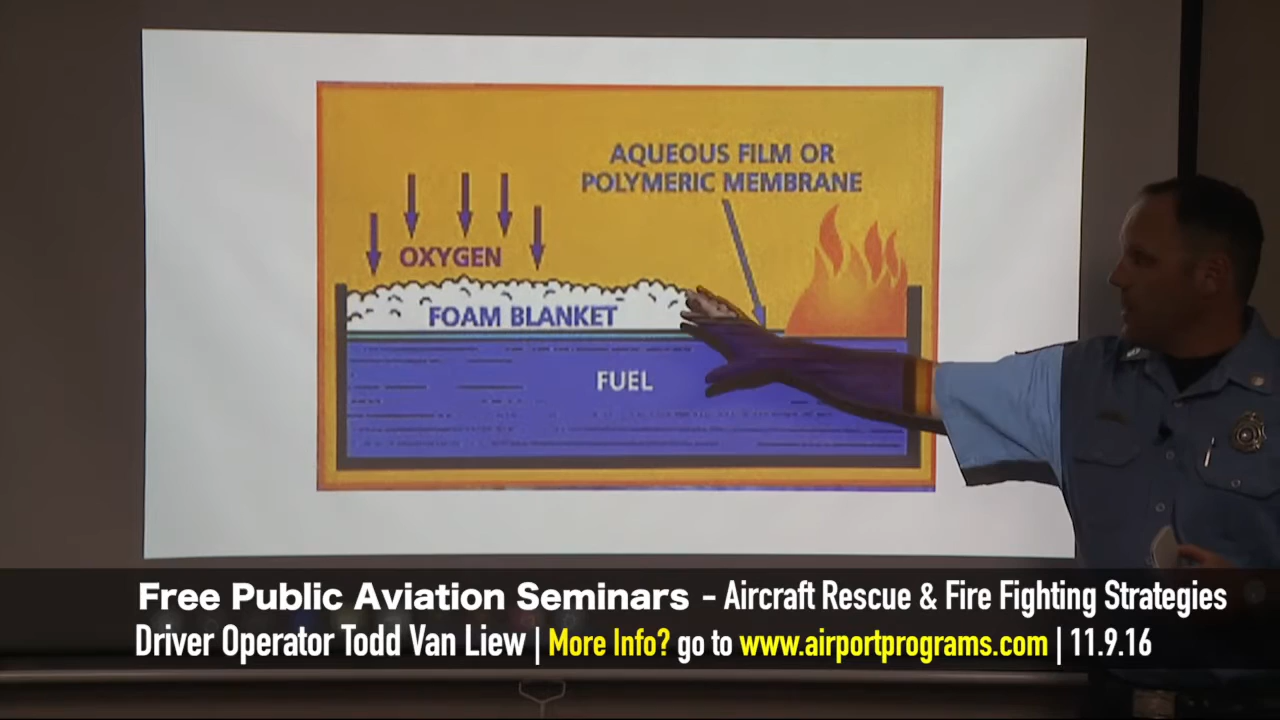 AQUEOUS FILM OR
POLYMERIC MEMBRANE
OXYGEN
FOAM BLANKET
FUEL
Free Public Aviation Seminars - Aircraft Rescue & Fire Fighting Strategies
Driver Operator Todd Van Liew | More Info? go to www.airportprograms.com | 11.9.16